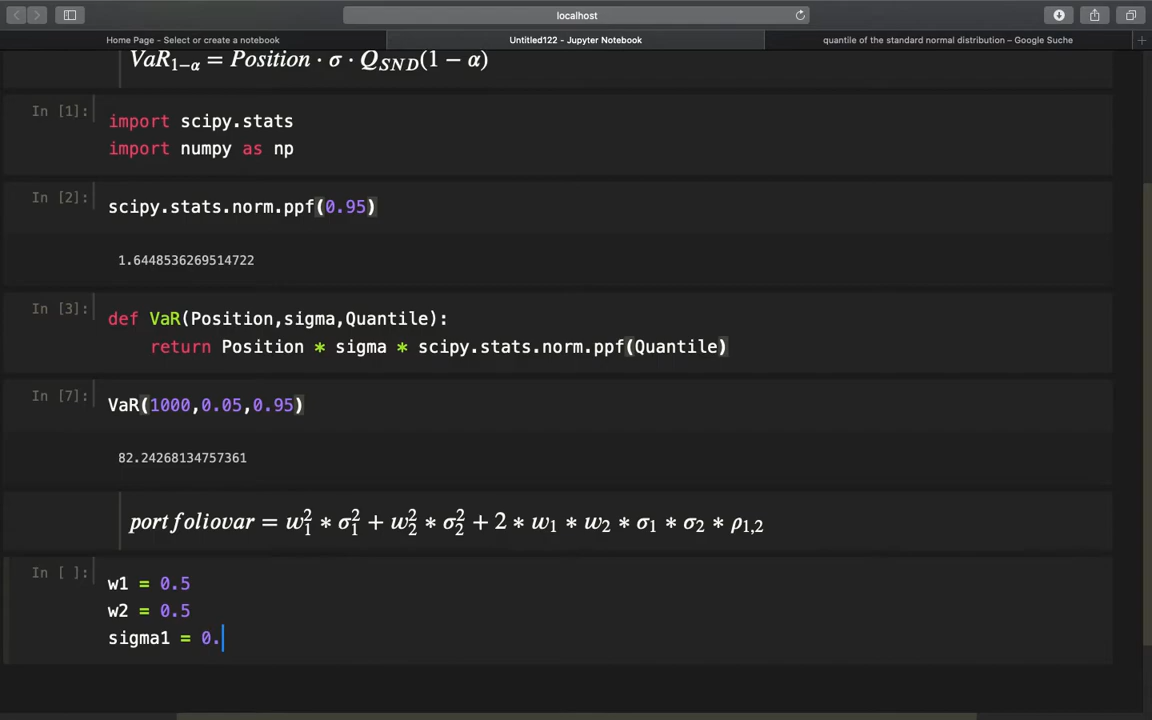 localhost
Home Page - Select or create a notebook
Untitled122 - Jupyter Notebook
quantile of the standard normal distribution – Google Suche
VaR₁₋α = Position · σ · Q_SND(1 − α)
In [1]:
import scipy.stats
import numpy as np
In [2]:
scipy.stats.norm.ppf(0.95)
1.6448536269514722
In [3]:
def VaR(Position,sigma,Quantile):
return Position * sigma * scipy.stats.norm.ppf(Quantile)
In [7]:
VaR(1000,0.05,0.95)
82.24268134757361
portfoliovar = w₁² * σ₁² + w₂² * σ₂² + 2 * w₁ * w₂ * σ₁ * σ₂ * ρ₁,₂
In [ ]:
w1 = 0.5
w2 = 0.5
sigma1 = 0.